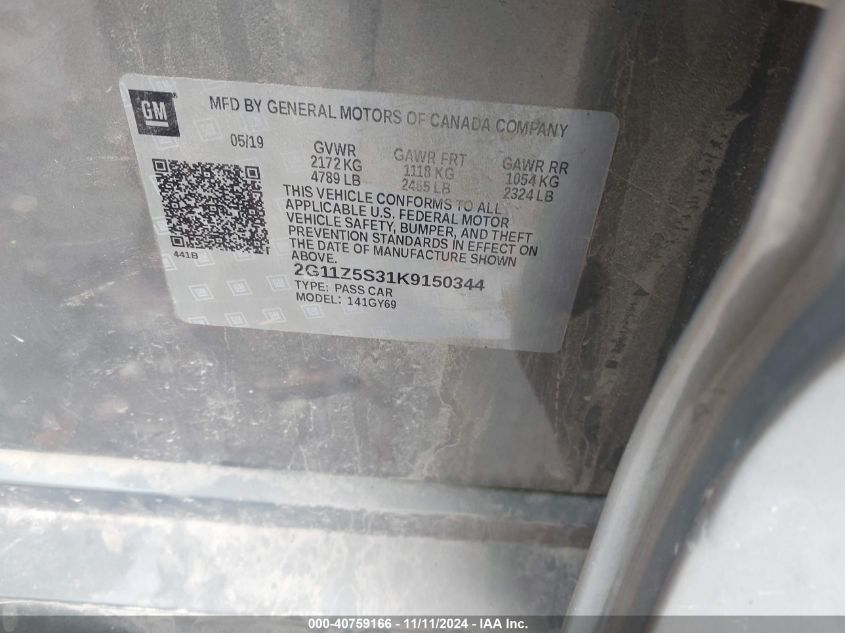 GM
MFD BY GENERAL MOTORS OF CANADA COMPANY
05/19
GVWR GAWR FRT GAWR RR
2172 KG 1118 KG 1054 KG
4789 LB 2465 LB 2324 LB
THIS VEHICLE CONFORMS TO ALL
APPLICABLE U.S. FEDERAL MOTOR
VEHICLE SAFETY, BUMPER, AND THEFT
PREVENTION STANDARDS IN EFFECT ON
THE DATE OF MANUFACTURE SHOWN
ABOVE.
441B
2G11Z5S31K9150344
TYPE: PASS CAR
MODEL: 141GY69
000-40759166 - 11/11/2024 - IAA Inc.